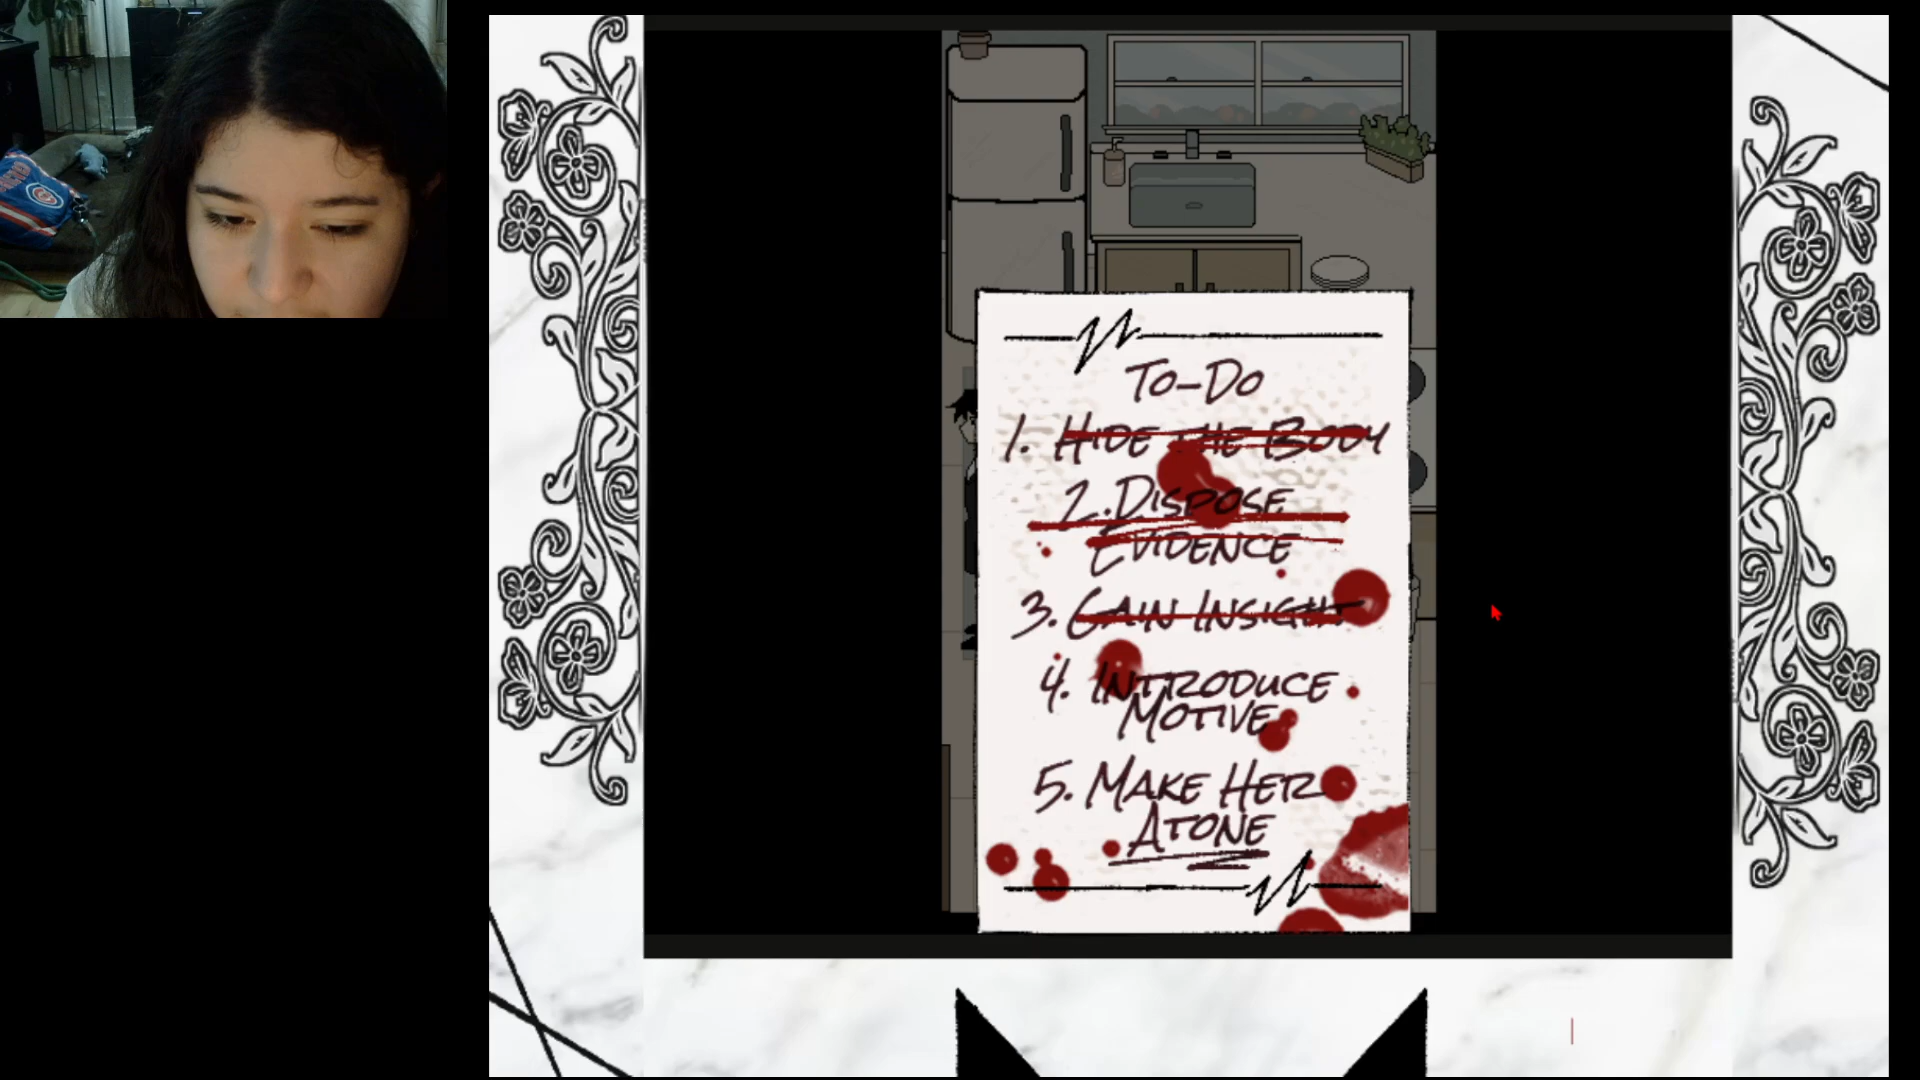 To-Do
1. Hide the Body
2. Dispose
Evidence
3. Gain Insight
4. Introduce
Motive
5. Make Her
Atone